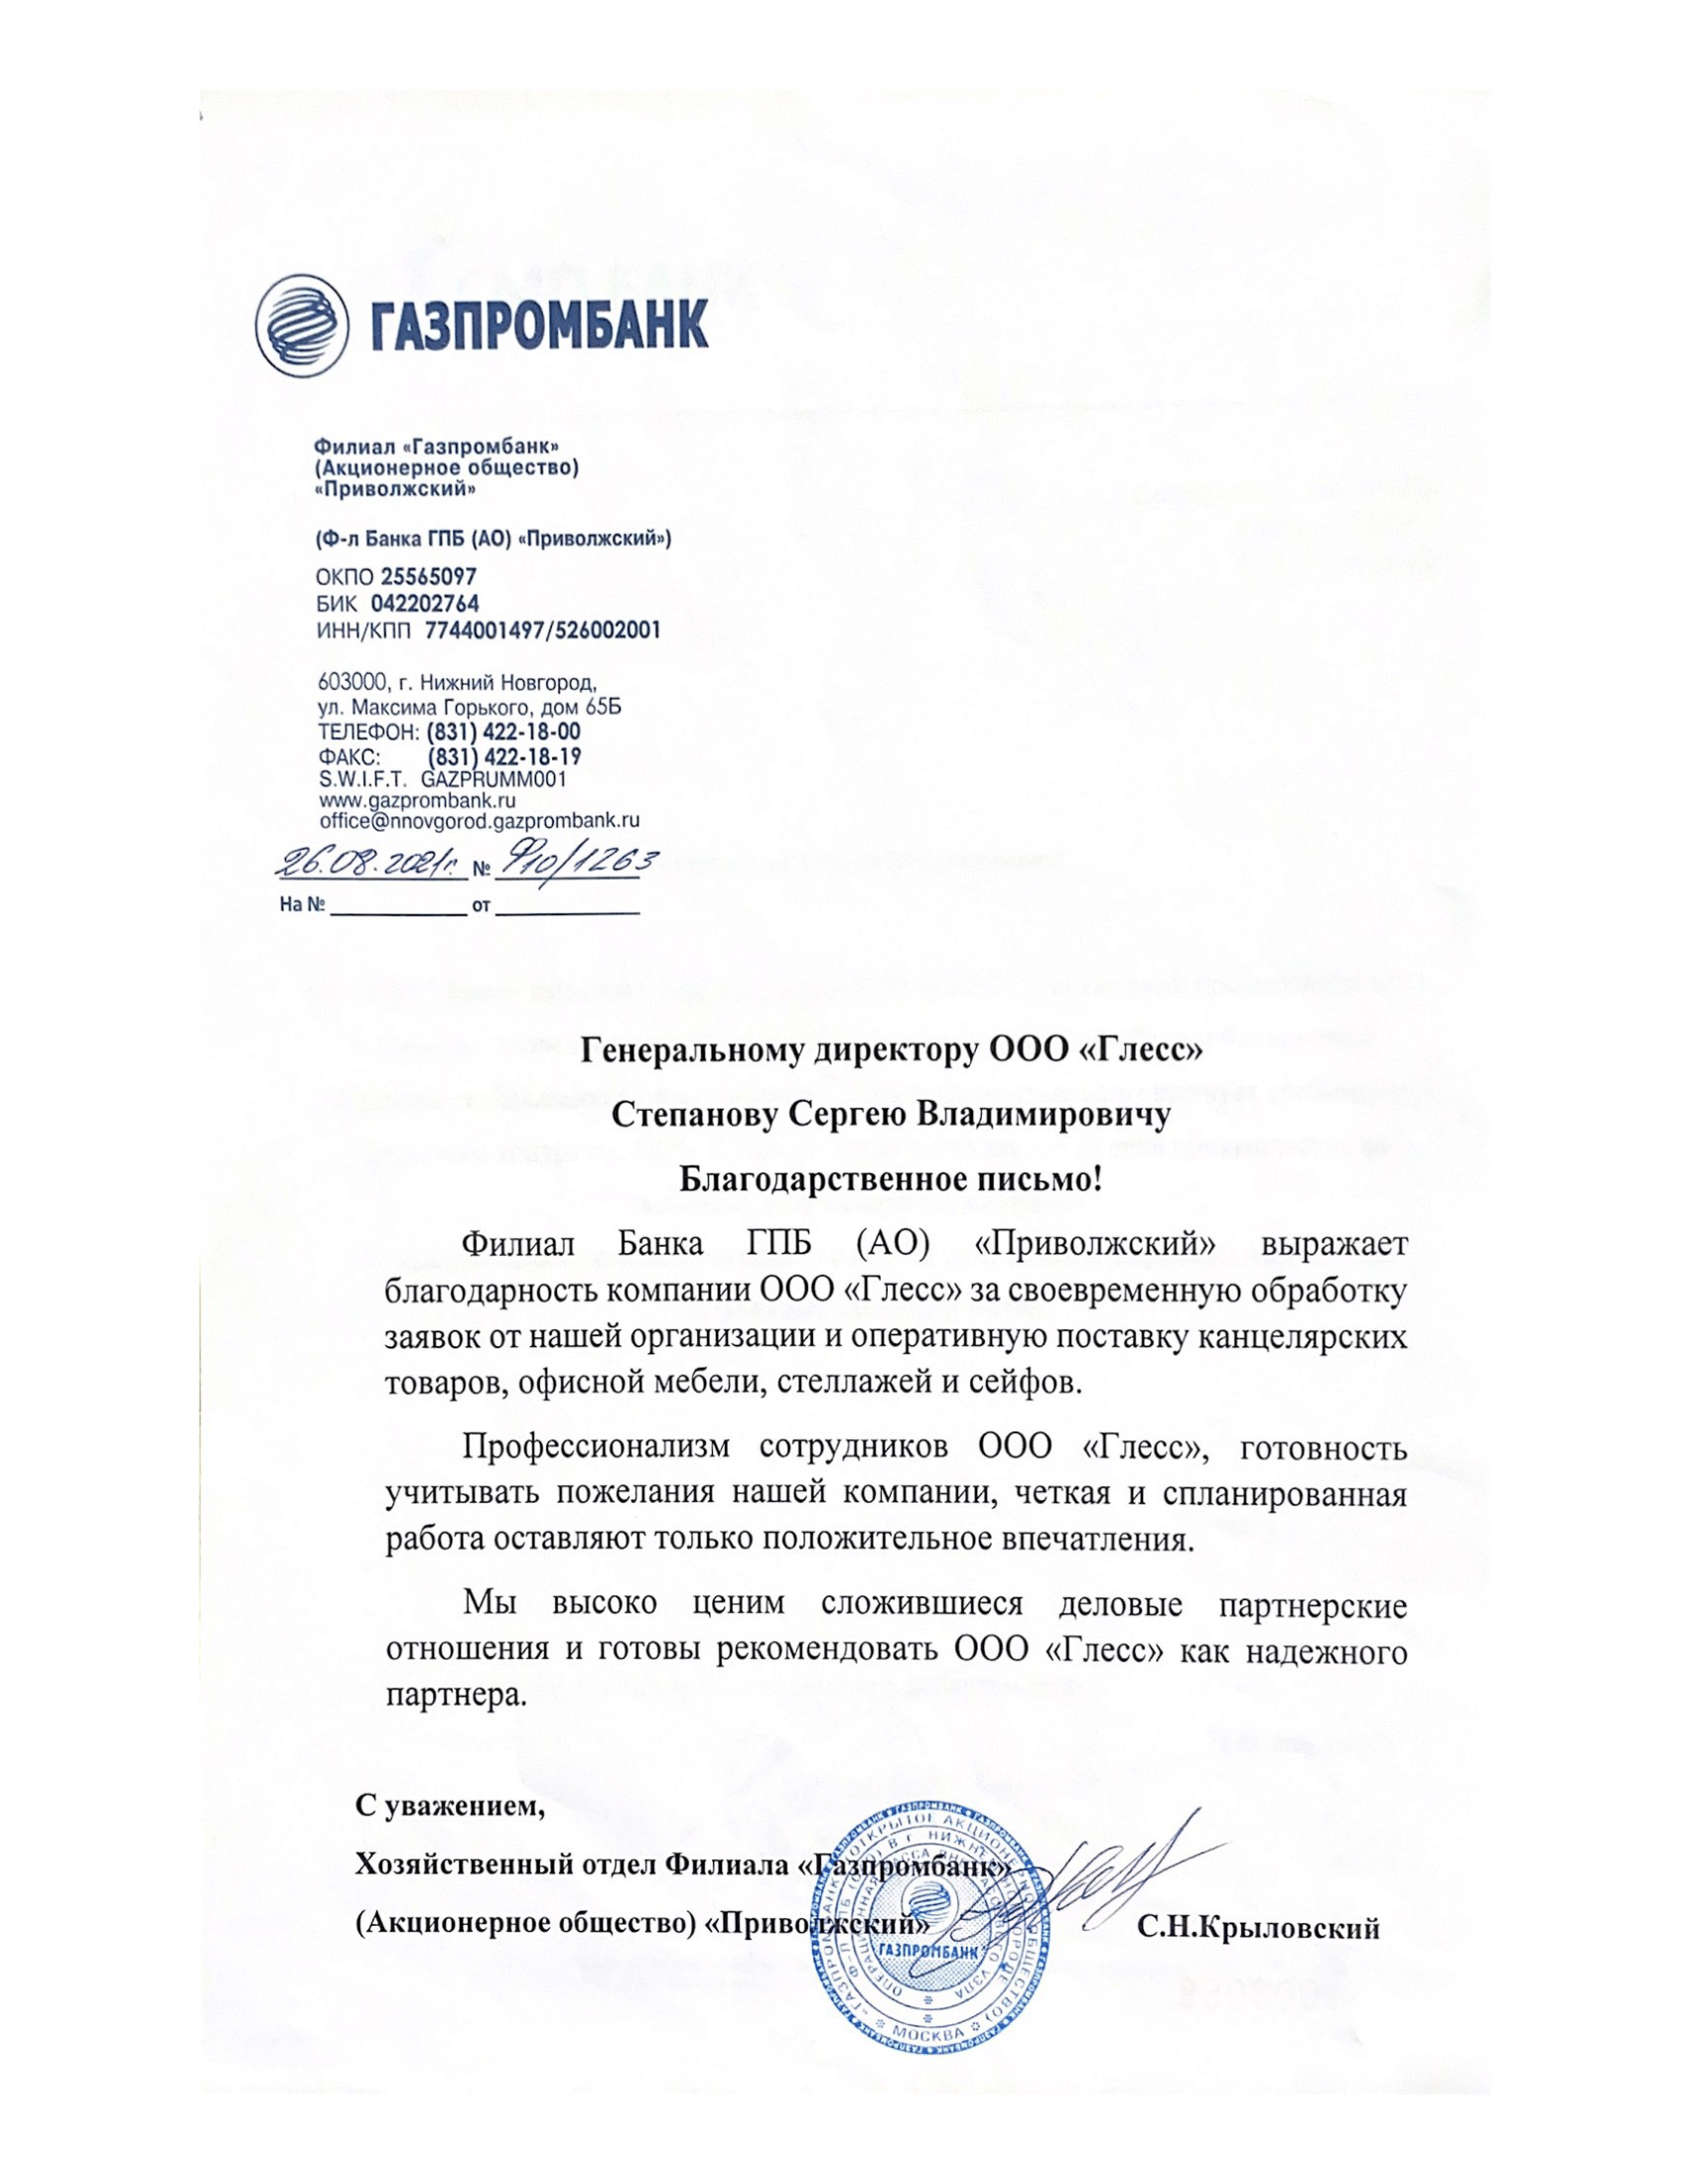 ГАЗПРОМБАНК
Филиал «Газпромбанк»
(Акционерное общество)
«Приволжский»
(Ф-л Банка ГПБ (АО) «Приволжский»)
ОКПО 25565097
БИК 042202764
ИНН/КПП 7744001497/526002001
603000, г. Нижний Новгород,
ул. Максима Горького, дом 65Б
ТЕЛЕФОН: (831) 422-18-00
ФАКС: (831) 422-18-19
S.W.I.F.T. GAZPRUMM001
www.gazprombank.ru
office@nnovgorod.gazprombank.ru
26.08.2021г. № Ф10/1263
На № ____________ от ____________
Генеральному директору ООО «Глесс»
Степанову Сергею Владимировичу
Благодарственное письмо!
Филиал Банка ГПБ (АО) «Приволжский» выражает
благодарность компании ООО «Глесс» за своевременную обработку
заявок от нашей организации и оперативную поставку канцелярских
товаров, офисной мебели, стеллажей и сейфов.
Профессионализм сотрудников ООО «Глесс», готовность
учитывать пожелания нашей компании, четкая и спланированная
работа оставляют только положительное впечатления.
Мы высоко ценим сложившиеся деловые партнерские
отношения и готовы рекомендовать ООО «Глесс» как надежного
партнера.
С уважением,
Хозяйственный отдел Филиала «Газпромбанк»
(Акционерное общество) «Приволжский» С.Н.Крыловский
ГАЗПРОМБАНК
МОСКВА